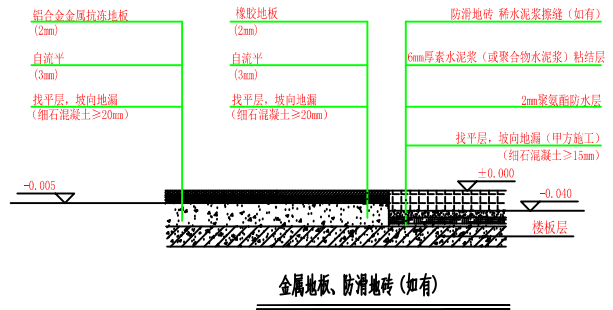 铝合金金属抗冻地板
(2mm)
自流平
(3mm)
找平层，坡向地漏
(细石混凝土≥20mm)
橡胶地板
(2mm)
自流平
(3mm)
找平层，坡向地漏
(细石混凝土≥20mm)
防滑地砖 稀水泥浆擦缝 (如有)
6mm厚素水泥浆（或聚合物水泥浆）粘结层
2mm聚氨酯防水层
找平层，坡向地漏（甲方施工）
(细石混凝土≥15mm)
-0.005
±0.000
-0.040
楼板层
金属地板、防滑地砖(如有)